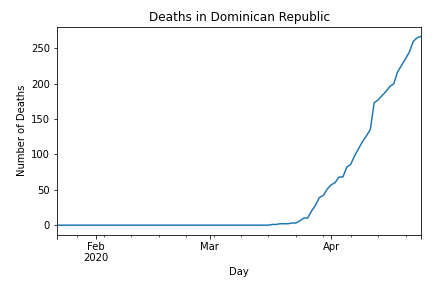 Deaths in Dominican Republic
Number of Deaths
250
200
150
100
50
0
Feb
2020
Mar
Apr
Day